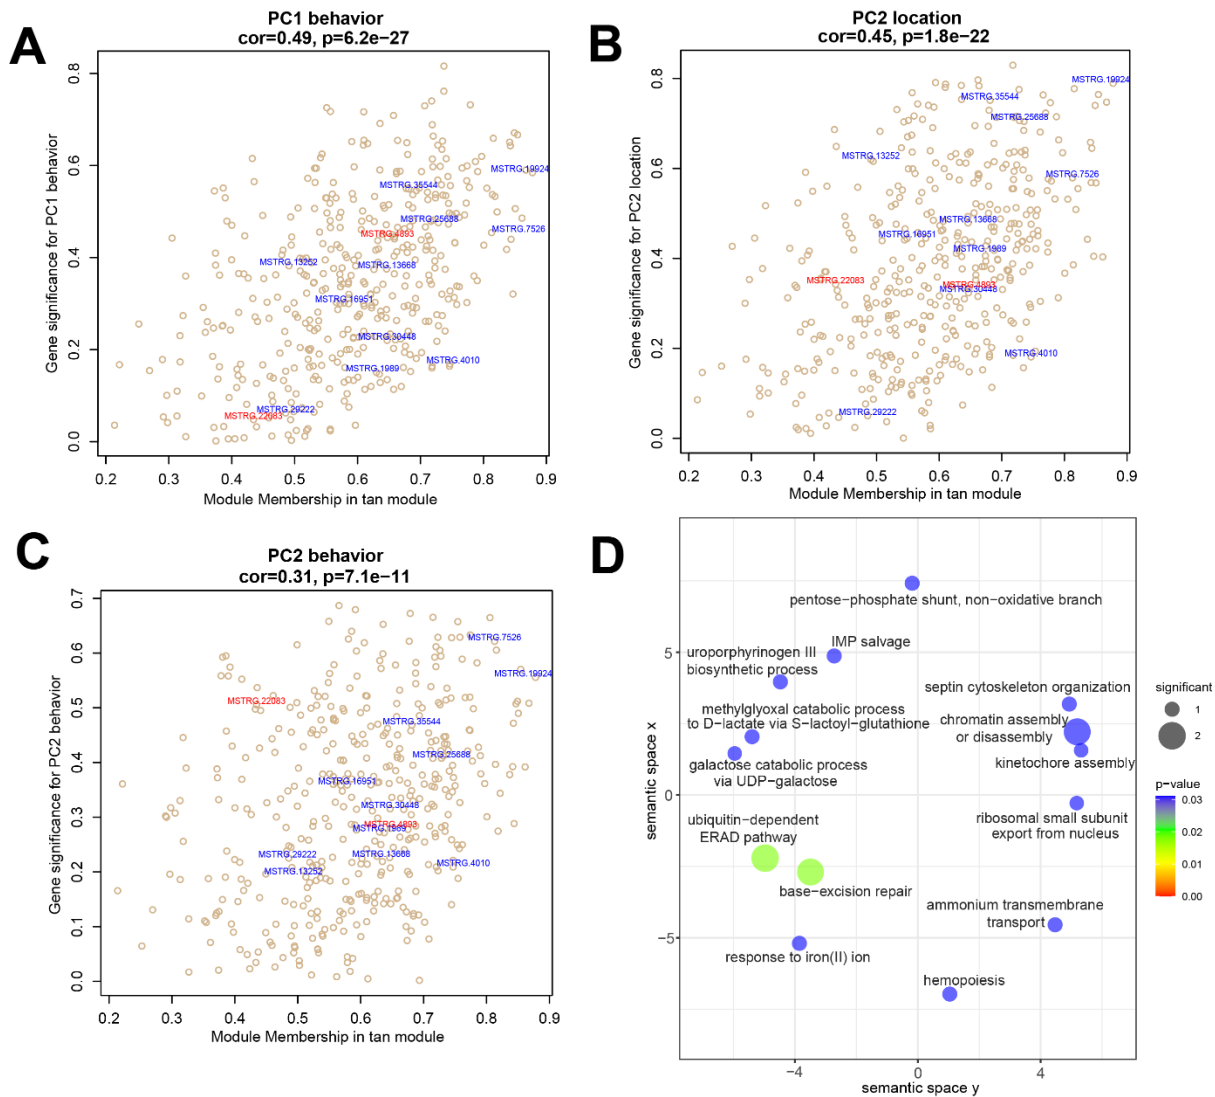 A
PC1 behavior
cor=0.49, p=6.2e−27
Gene significance for PC1 behavior
0.8
0.6
0.4
0.2
0.0
MSTRG.19924
MSTRG.35544
MSTRG.25688
MSTRG.7526
MSTRG.4893
MSTRG.13252
MSTRG.13668
MSTRG.16951
MSTRG.30448
MSTRG.4010
MSTRG.1989
MSTRG.29222
MSTRG.22083
0.2 0.3 0.4 0.5 0.6 0.7 0.8 0.9
Module Membership in tan module
B
PC2 location
cor=0.45, p=1.8e−22
Gene significance for PC2 location
0.8
0.6
0.4
0.2
0.0
MSTRG.19924
MSTRG.35544
MSTRG.25688
MSTRG.13252
MSTRG.7526
MSTRG.13668
MSTRG.16951
MSTRG.1989
MSTRG.22083
MSTRG.4893
MSTRG.30448
MSTRG.4010
MSTRG.29222
0.2 0.3 0.4 0.5 0.6 0.7 0.8 0.9
Module Membership in tan module
C
PC2 behavior
cor=0.31, p=7.1e−11
Gene significance for PC2 behavior
0.7
0.6
0.5
0.4
0.3
0.2
0.1
0.0
MSTRG.7526
MSTRG.19924
MSTRG.22083
MSTRG.35544
MSTRG.25688
MSTRG.16951
MSTRG.30448
MSTRG.4893
MSTRG.1989
MSTRG.29222
MSTRG.13668
MSTRG.4010
MSTRG.13252
0.2 0.3 0.4 0.5 0.6 0.7 0.8 0.9
Module Membership in tan module
D
semantic space x
5
0
−5
pentose−phosphate shunt, non−oxidative branch
IMP salvage
uroporphyrinogen III
biosynthetic process
septin cytoskeleton organization
methylglyoxal catabolic process
to D−lactate via S−lactoyl−glutathione
chromatin assembly
or disassembly
kinetochore assembly
galactose catabolic process
via UDP−galactose
ribosomal small subunit
export from nucleus
ubiquitin−dependent
ERAD pathway
base−excision repair
ammonium transmembrane
transport
response to iron(II) ion
hemopoiesis
−4 0 4
semantic space y
significant
1
2
p−value
0.03
0.02
0.01
0.00